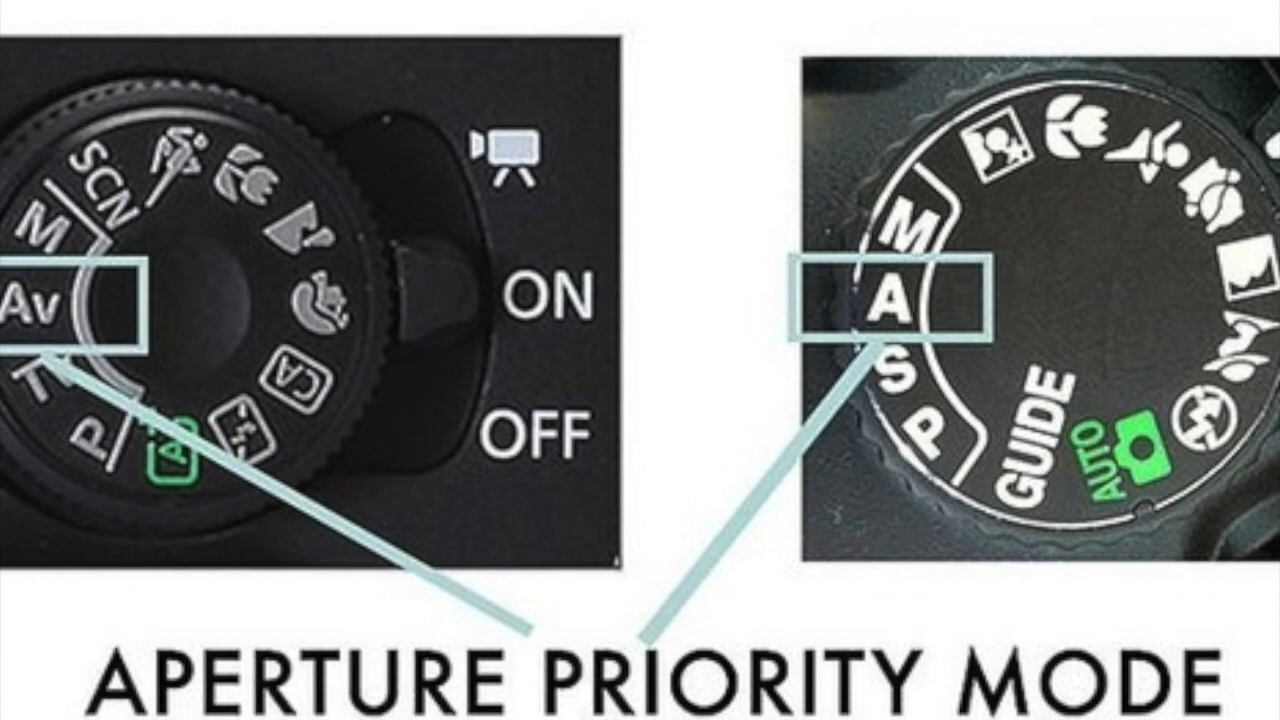 SCN
M
Av
T
P
A
CA
ON
OFF
M
A
S
P
GUIDE
AUTO
APERTURE PRIORITY MODE